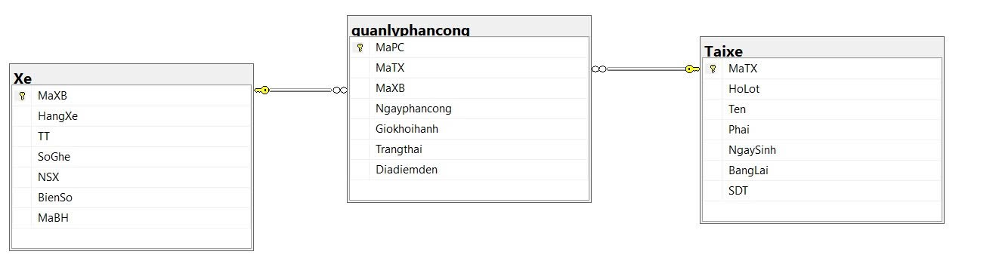 Xe
MaXB
HangXe
TT
SoGhe
NSX
BienSo
MaBH
quanlyphancong
MaPC
MaTX
MaXB
Ngayphancong
Giokhoihanh
Trangthai
Diadiemden
Taixe
MaTX
HoLot
Ten
Phai
NgaySinh
BangLai
SDT